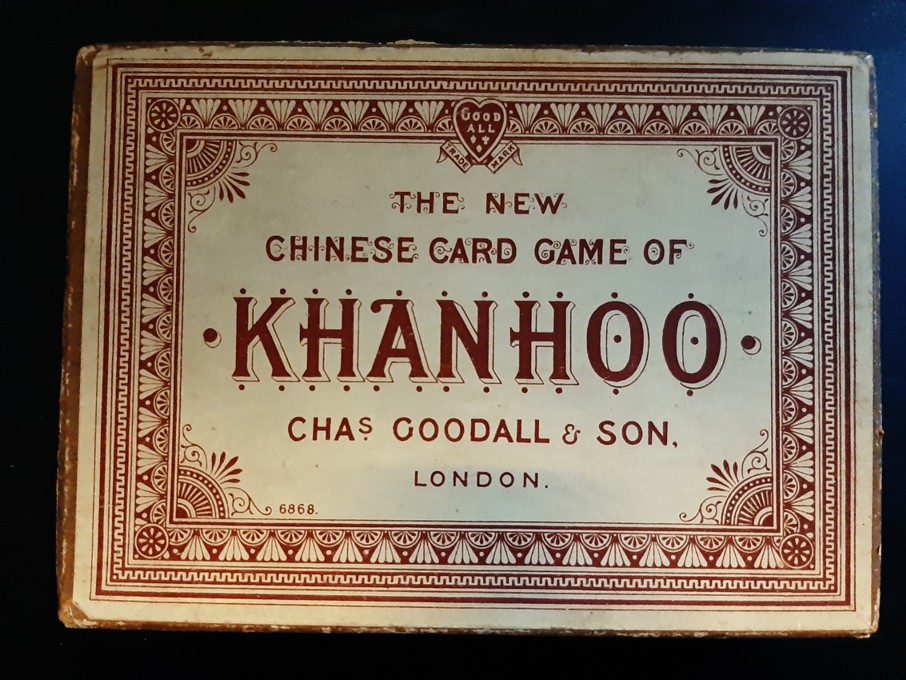 GOOD
ALL
TRADE MARK
THE NEW
CHINESE CARD GAME OF
KHANHOO
CHAS GOODALL & SON,
LONDON.
6868.